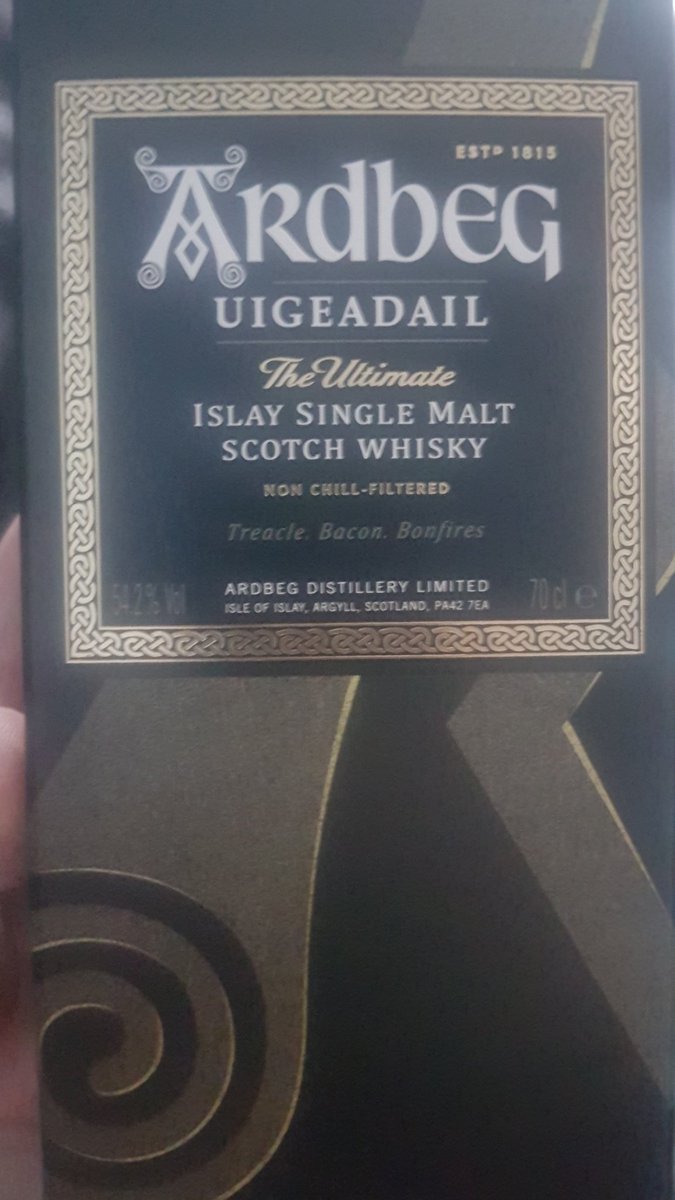 ESTD 1815
ARDBEG
UIGEADAIL
The Ultimate
ISLAY SINGLE MALT
SCOTCH WHISKY
NON CHILL-FILTERED
Treacle. Bacon. Bonfires
54.2% Vol
ARDBEG DISTILLERY LIMITED
70 cl e
ISLE OF ISLAY, ARGYLL, SCOTLAND, PA42 7EA